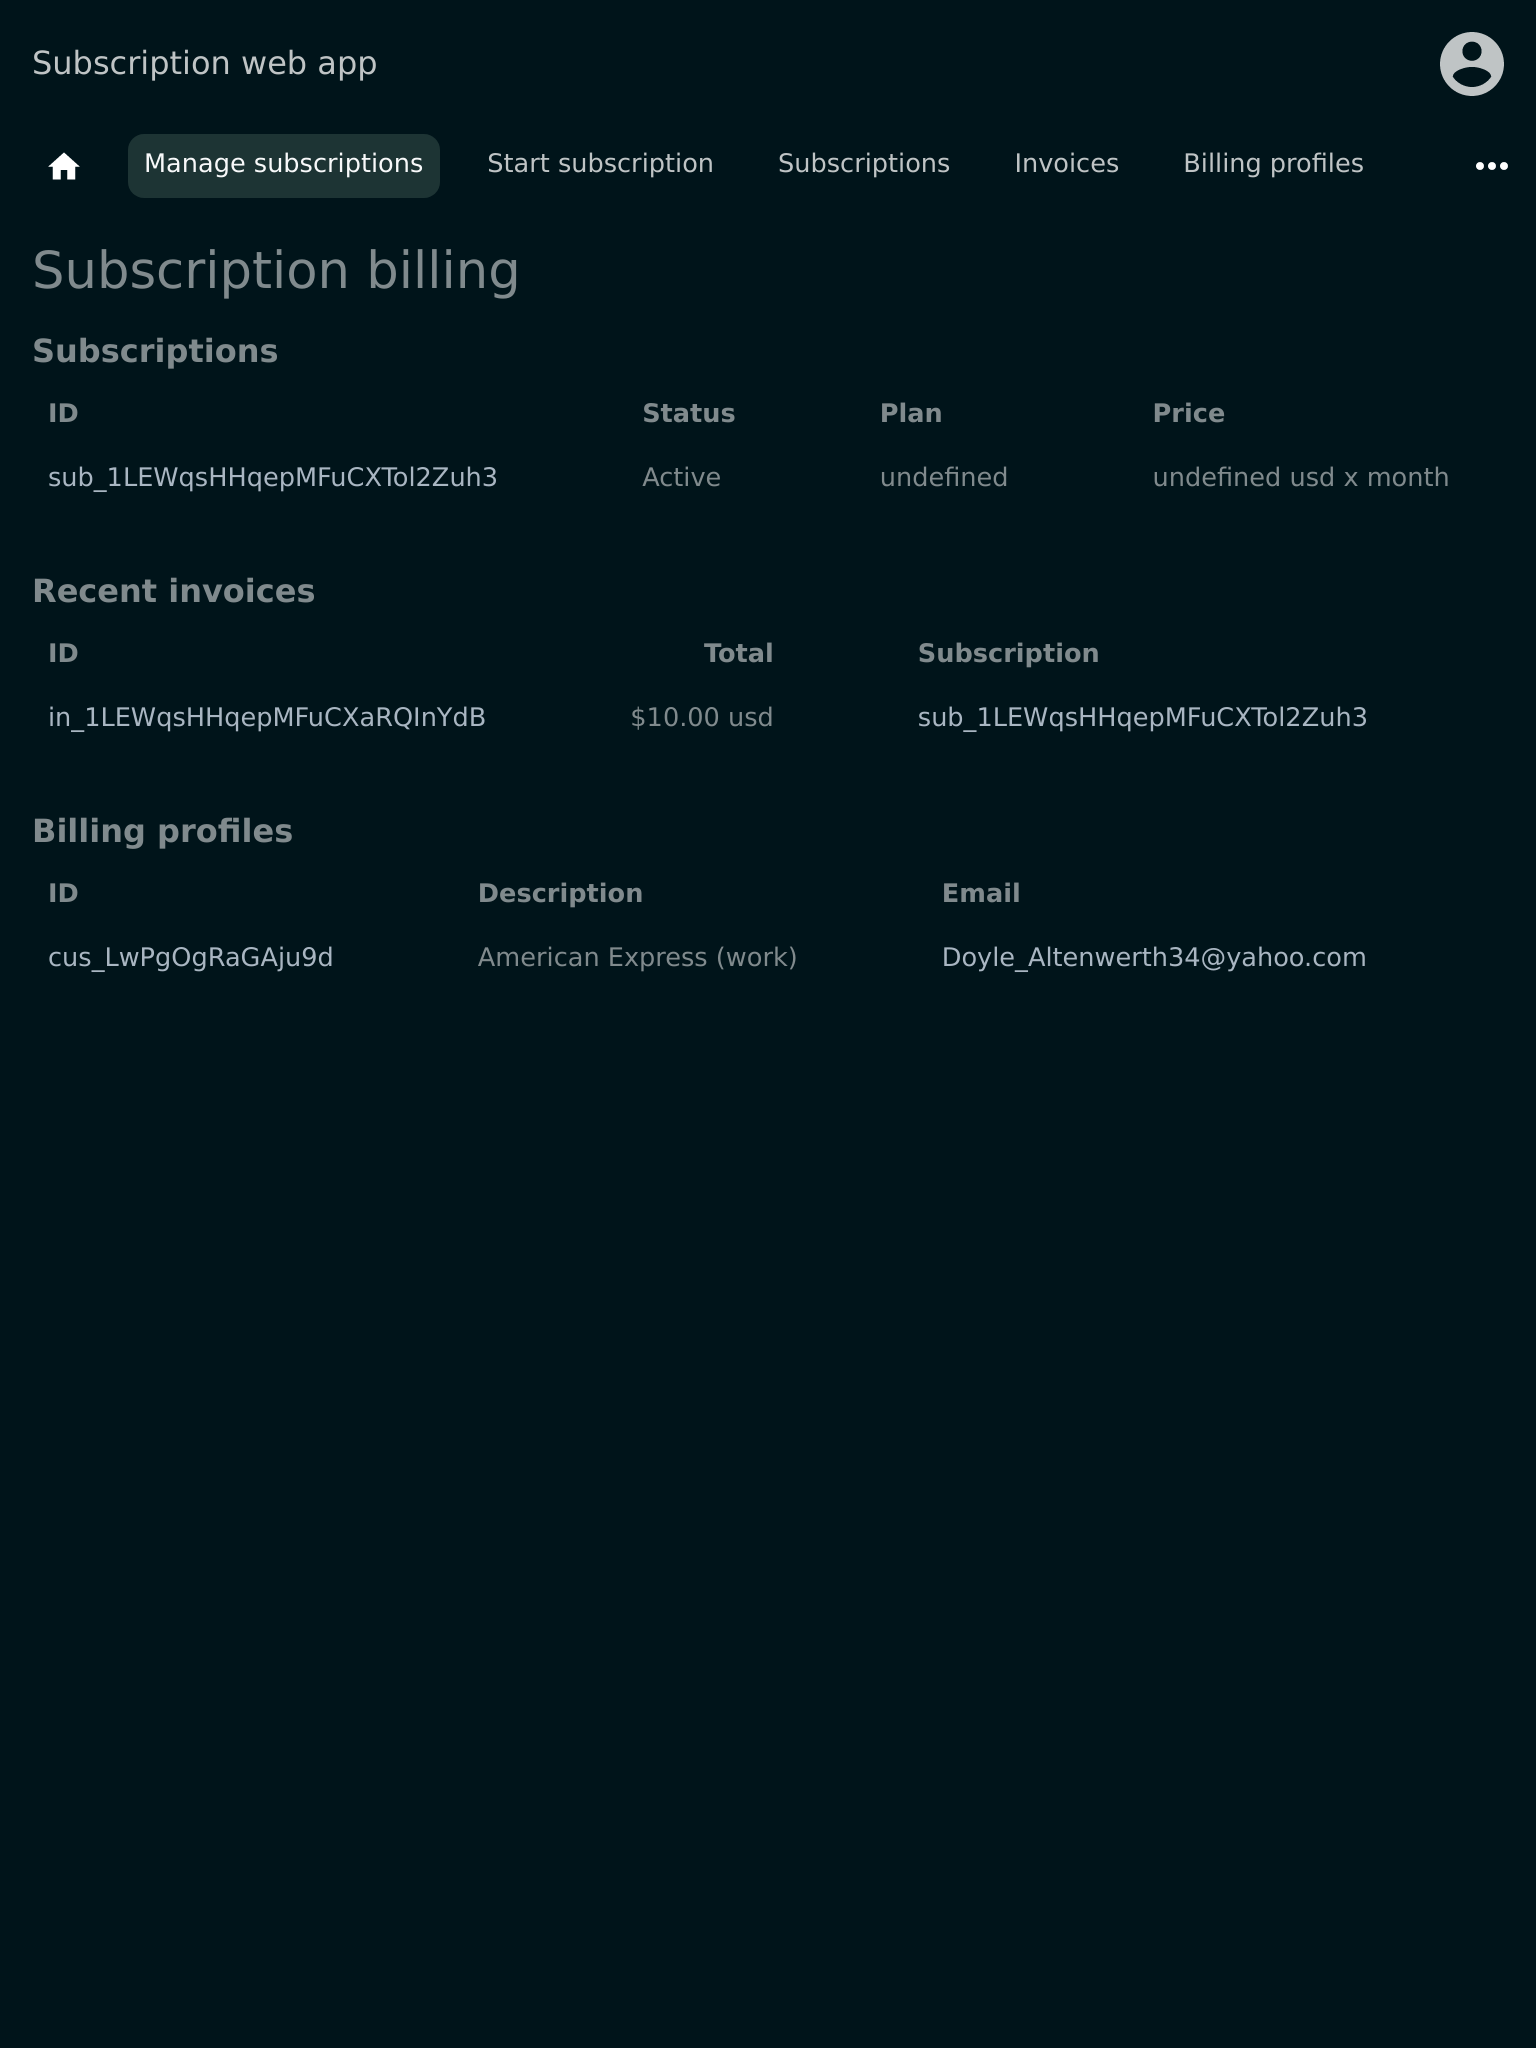 Subscription web app
Manage subscriptions Start subscription Subscriptions Invoices Billing profiles
Subscription billing
Subscriptions
ID Status Plan Price
sub_1LEWqsHHqepMFuCXTol2Zuh3 Active undefined undefined usd x month
Recent invoices
ID Total Subscription
in_1LEWqsHHqepMFuCXaRQInYdB $10.00 usd sub_1LEWqsHHqepMFuCXTol2Zuh3
Billing profiles
ID Description Email
cus_LwPgOgRaGAju9d American Express (work) Doyle_Altenwerth34@yahoo.com